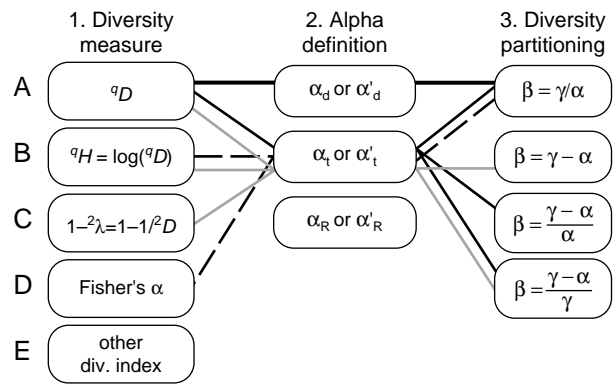 1. Diversity measure
2. Alpha definition
3. Diversity partitioning
A
qD
αd or α'd
β = γ/α
B
qH = log(qD)
αt or α't
β = γ − α
C
1–2λ=1–1/2D
αR or α'R
β = γ − α / α
D
Fisher's α
β = γ − α / γ
E
other
div. index